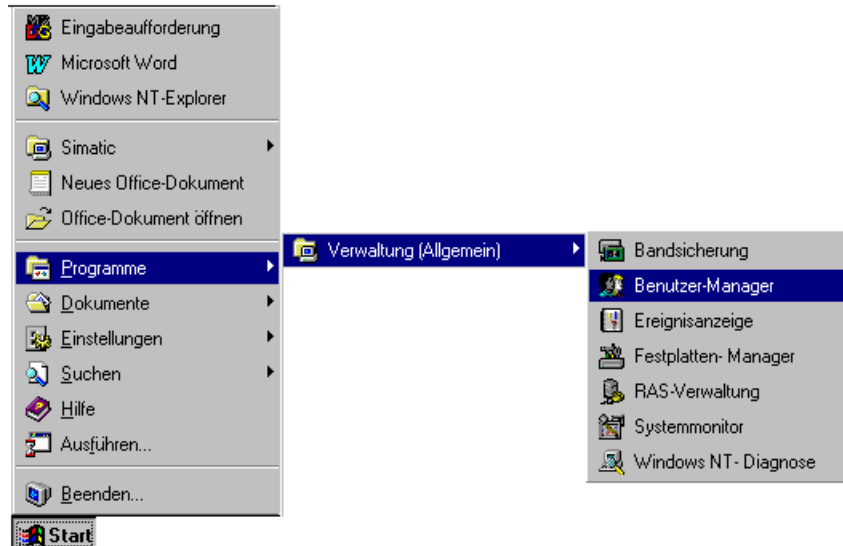 Eingabeaufforderung
Microsoft Word
Windows NT-Explorer
Simatic
Neues Office-Dokument
Office-Dokument öffnen
Programme
Dokumente
Einstellungen
Suchen
Hilfe
Ausführen...
Beenden...
Start
Verwaltung (Allgemein)
Bandsicherung
Benutzer-Manager
Ereignisanzeige
Festplatten- Manager
RAS-Verwaltung
Systemmonitor
Windows NT- Diagnose